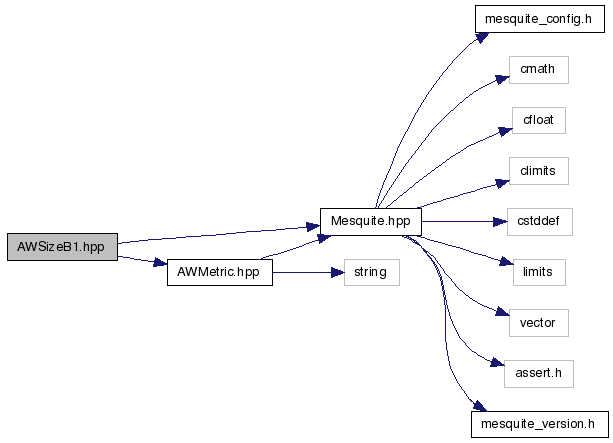 mesquite_config.h
cmath
cfloat
climits
Mesquite.hpp
cstddef
AWSizeB1.hpp
AWMetric.hpp
string
limits
vector
assert.h
mesquite_version.h